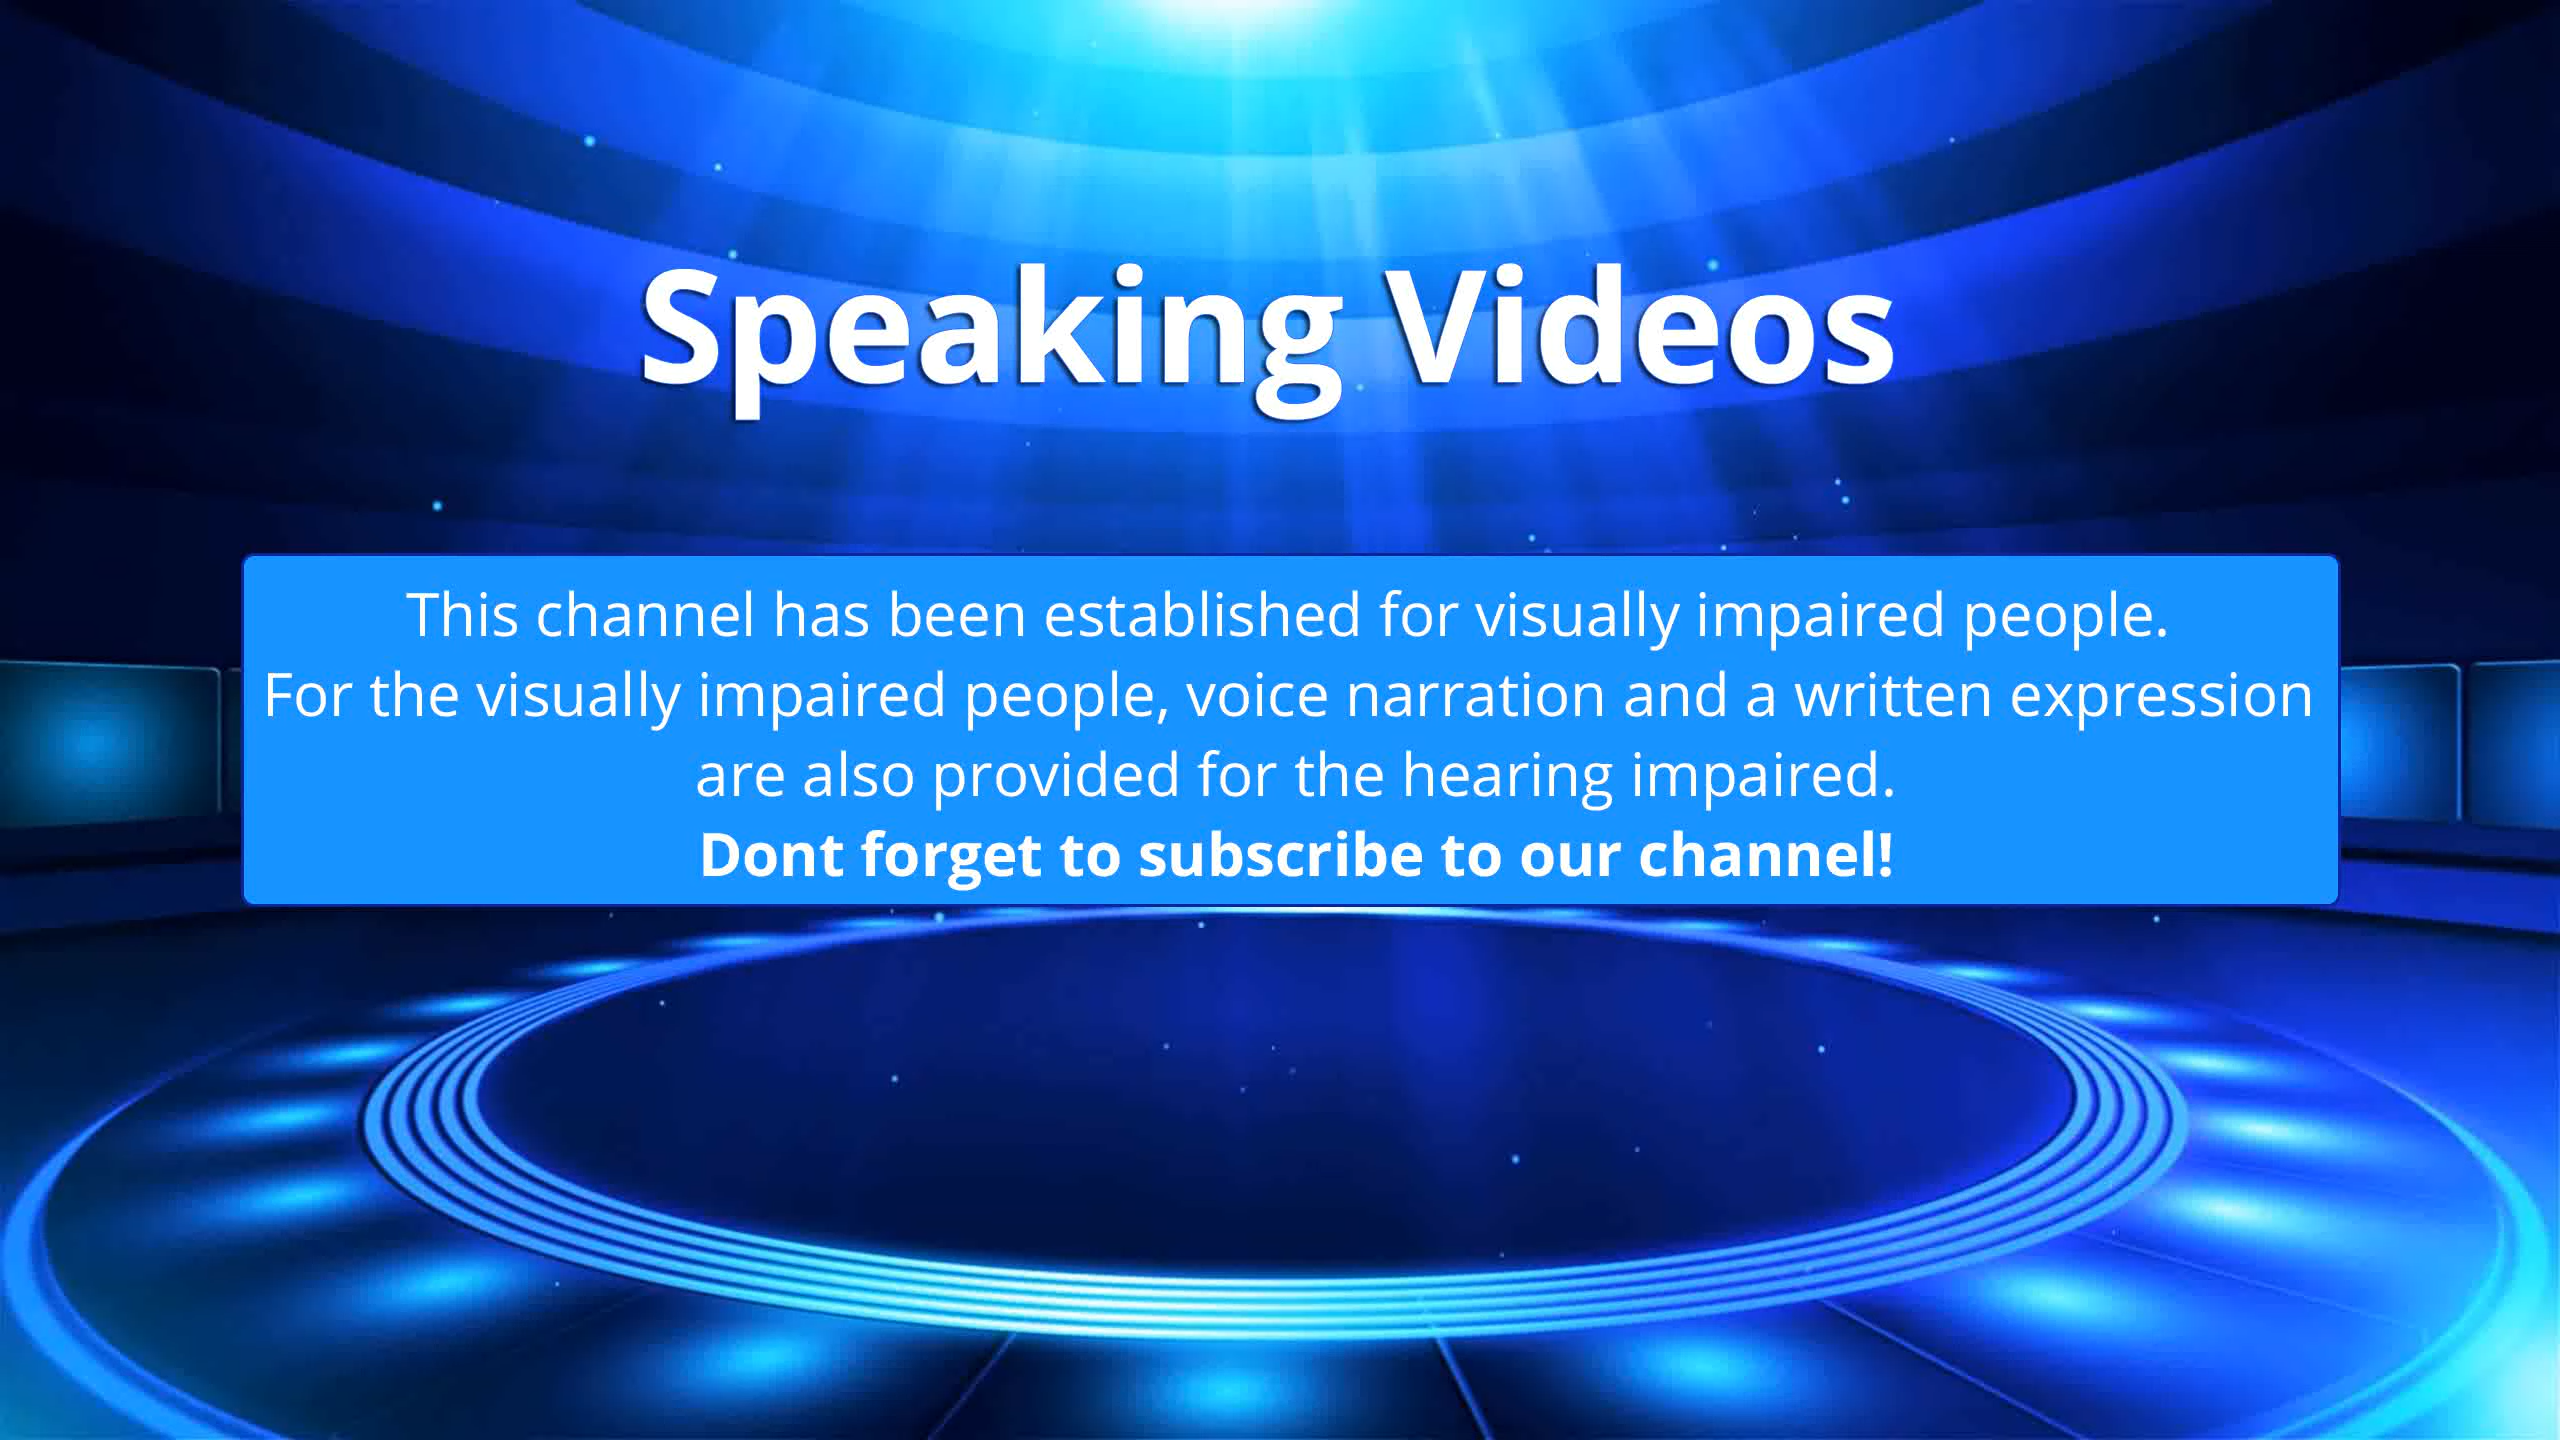 Speaking Videos
This channel has been established for visually impaired people.
For the visually impaired people, voice narration and a written expression
are also provided for the hearing impaired.
Dont forget to subscribe to our channel!